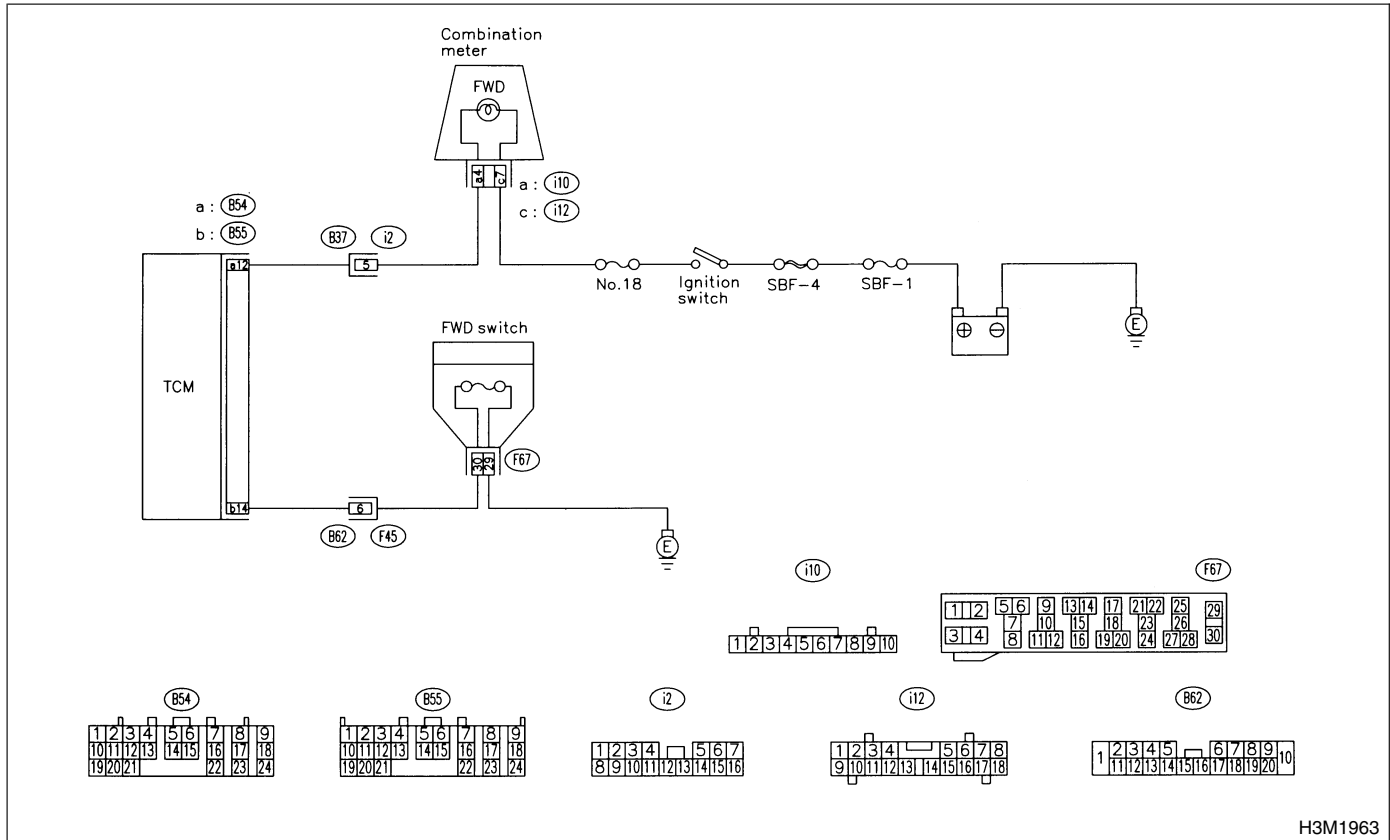 Combination
meter
FWD
a4
c7
a : i10
c : i12
a : B54
b : B55
B37
i2
a12
5
No.18
Ignition
switch
SBF-4
SBF-1
⊕ ⊖
E
FWD switch
TCM
30
29
F67
b14
6
B62
F45
E
i10
1 2 3 4 5 6 7 8 9 10
F67
1 2 5 6 9 13 14 17 21 22 25 29
7 10 15 18 23 26
3 4 8 11 12 16 19 20 24 27 28 30
B54
1 2 3 4 5 6 7 8 9
10 11 12 13 14 15 16 17 18
19 20 21 22 23 24
B55
1 2 3 4 5 6 7 8 9
10 11 12 13 14 15 16 17 18
19 20 21 22 23 24
i2
1 2 3 4 5 6 7
8 9 10 11 12 13 14 15 16
i12
1 2 3 4 5 6 7 8
9 10 11 12 13 14 15 16 17 18
B62
1 2 3 4 5 6 7 8 9 10
11 12 13 14 15 16 17 18 19 20
H3M1963